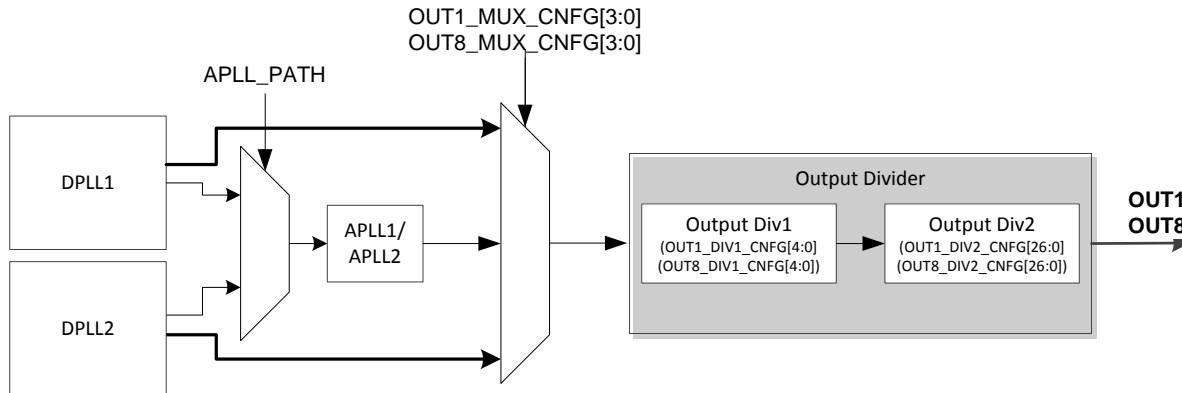 OUT1_MUX_CNFG[3:0]
OUT8_MUX_CNFG[3:0]
APLL_PATH
DPLL1
DPLL2
APLL1/
APLL2
Output Divider
Output Div1
(OUT1_DIV1_CNFG[4:0]
(OUT8_DIV1_CNFG[4:0])
Output Div2
(OUT1_DIV2_CNFG[26:0]
(OUT8_DIV2_CNFG[26:0])
OUT1
OUT8